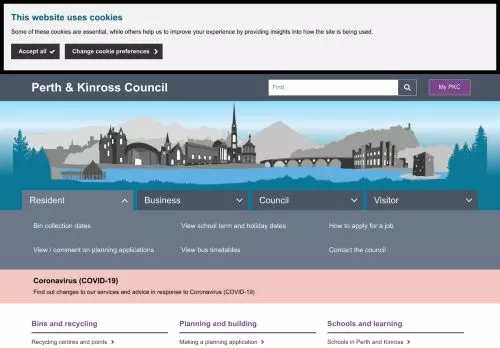 This website uses cookies
Some of these cookies are essential, while others help us to improve your experience by providing insights into how the site is being used.
Accept all
Change cookie preferences
Perth & Kinross Council
Find...
My PKC
Resident
Business
Council
Visitor
Bin collection dates
View school term and holiday dates
How to apply for a job
View / comment on planning applications
View bus timetables
Contact the council
Coronavirus (COVID-19)
Find out changes to our services and advice in response to Coronavirus (COVID-19)
Bins and recycling
Planning and building
Schools and learning
Recycling centres and points
Making a planning application
Schools in Perth and Kinross